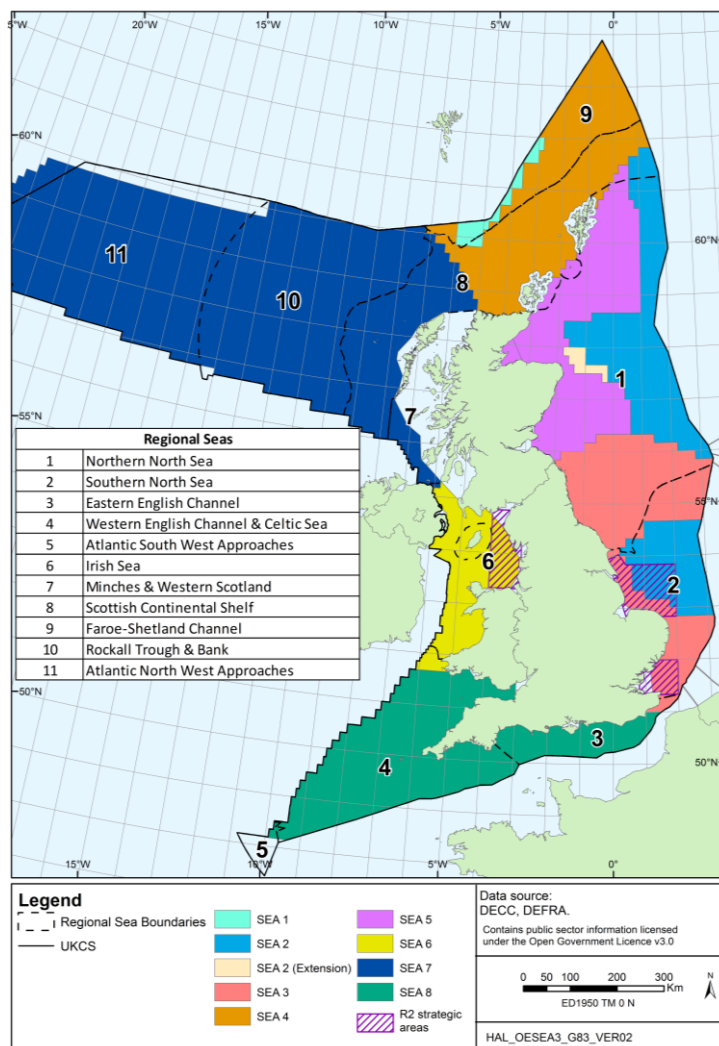 15°W
15°W
10°W
5°W
0°
60°N
60°N
55°N
55°N
50°N
50°N
15°W
10°W
5°W
0°
9
11
10
8
1
7
6
2
3
4
5
Regional Seas
1 Northern North Sea
2 Southern North Sea
3 Eastern English Channel
4 Western English Channel & Celtic Sea
5 Atlantic South West Approaches
6 Irish Sea
7 Minches & Western Scotland
8 Scottish Continental Shelf
9 Faroe-Shetland Channel
10 Rockall Trough & Bank
11 Atlantic North West Approaches
Legend
Regional Sea Boundaries
UKCS
SEA 1
SEA 2
SEA 2 (Extension)
SEA 3
SEA 4
SEA 5
SEA 6
SEA 7
SEA 8
R2 strategic
areas
Data source:
DECC, DEFRA.
Contains public sector information licensed
under the Open Government Licence v3.0
0 50 100 200 300
Km
N
ED1950 TM 0 N
HAL_OESEA3_G83_VER02